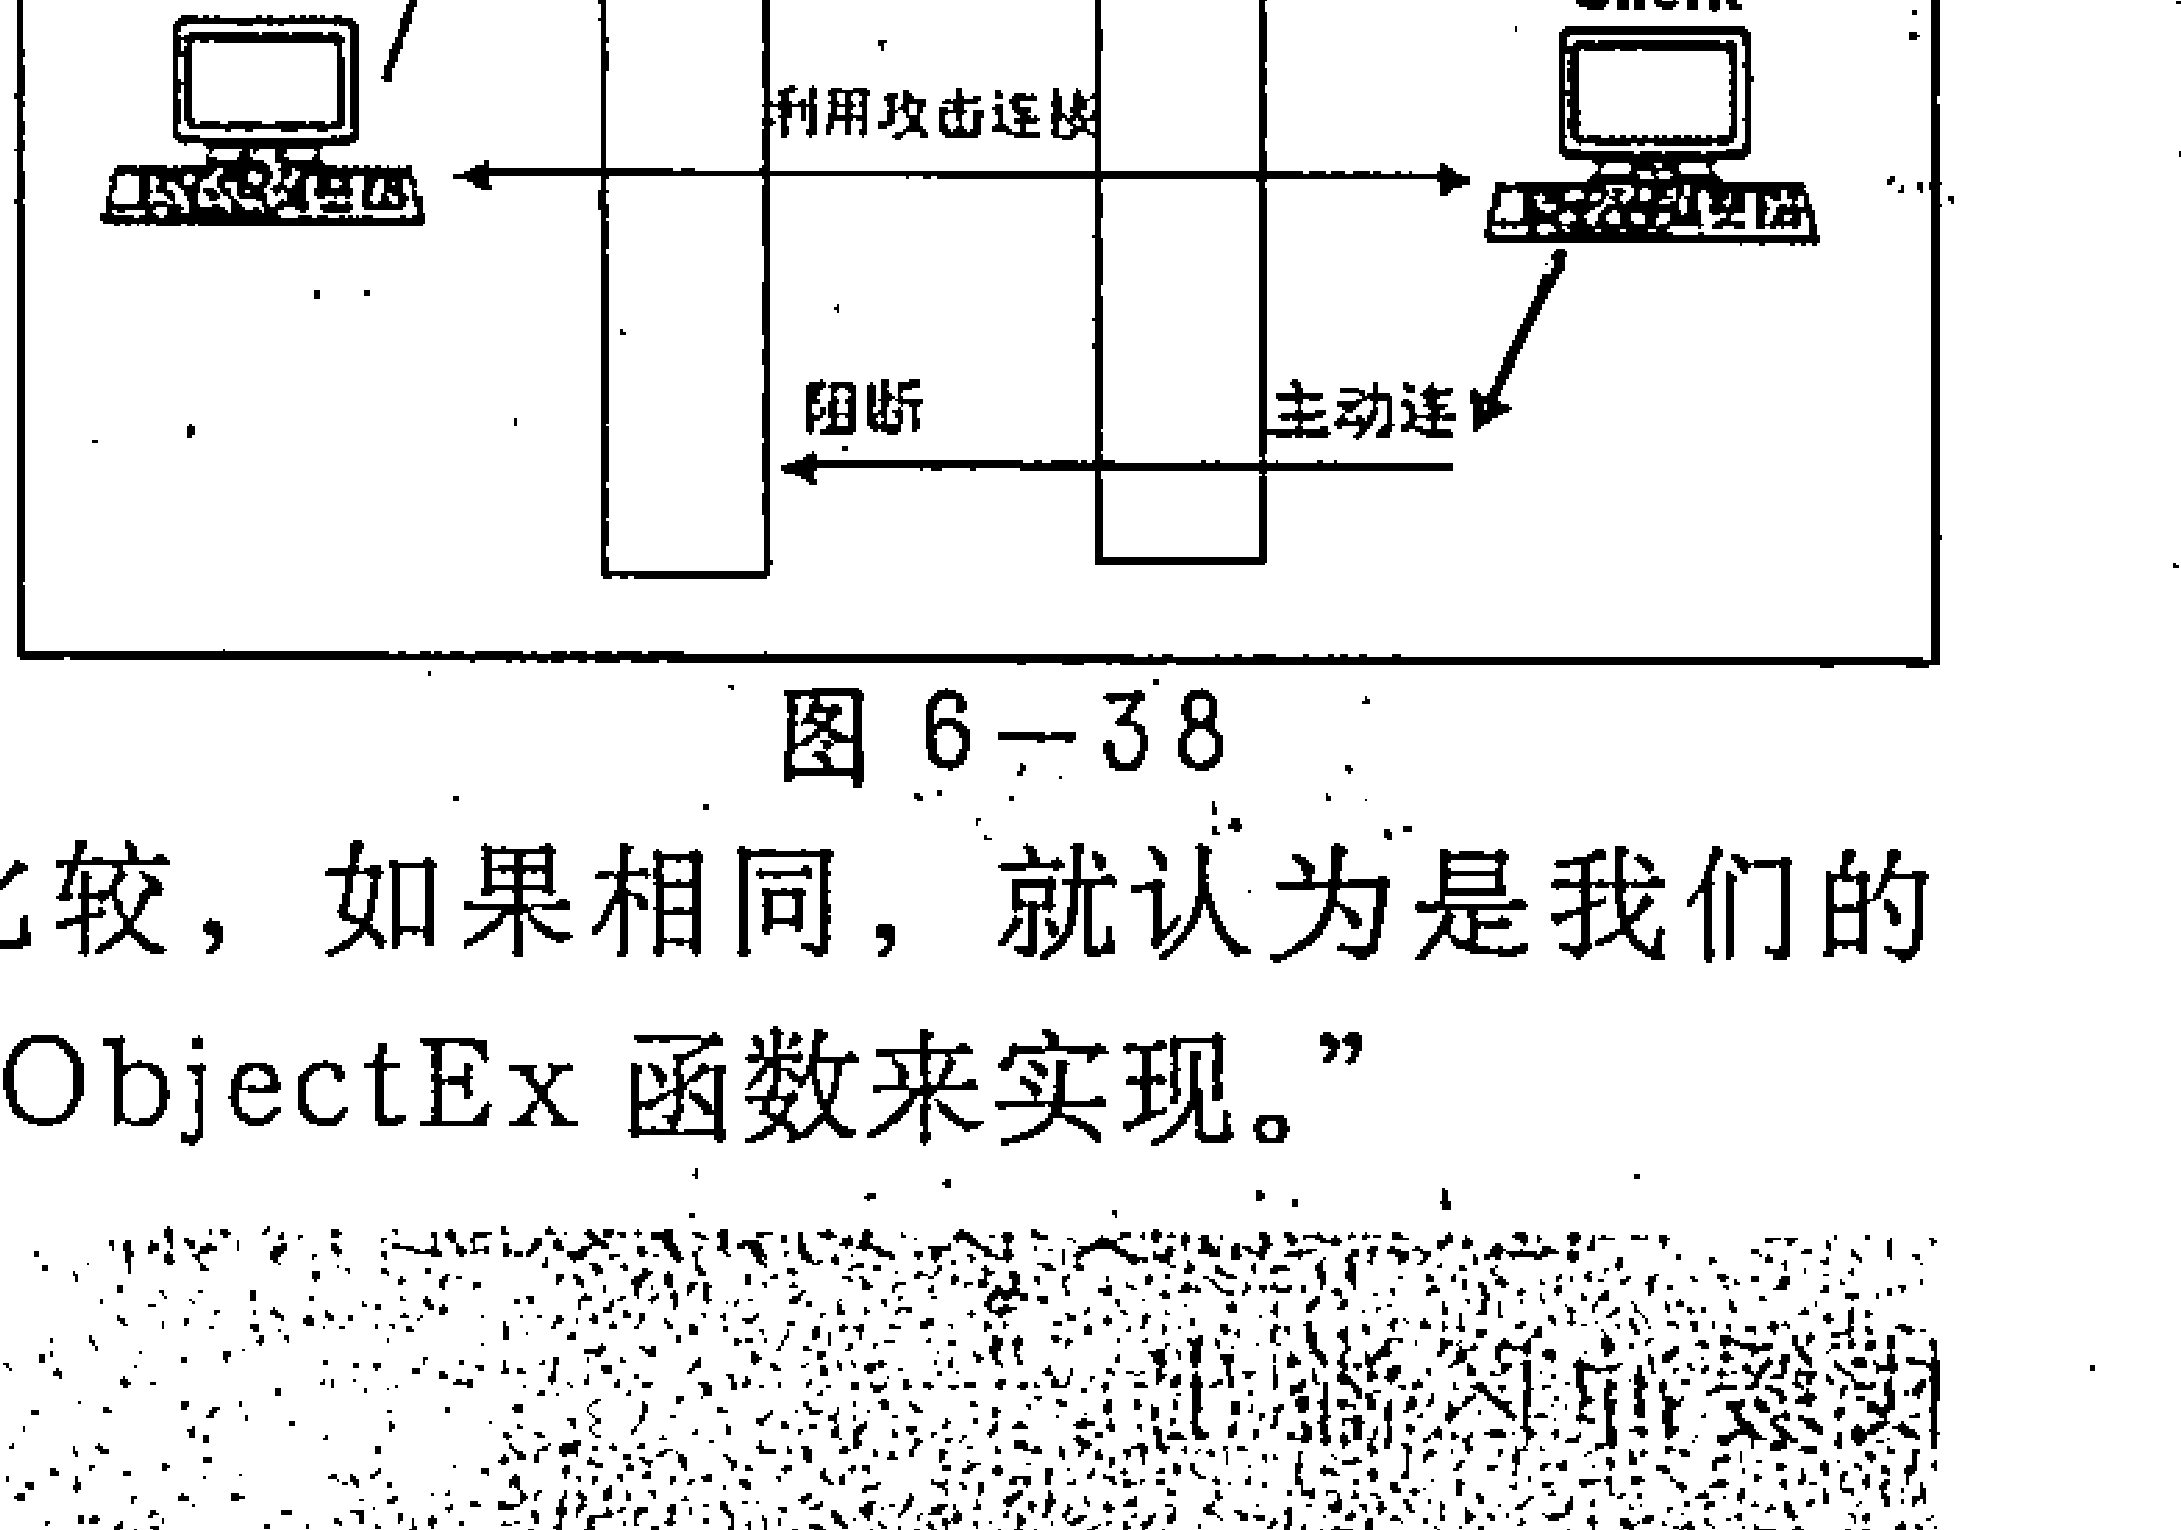 利用攻击连接
阻断
主动连
图 6—38
比较，如果相同，就认为是我们的
ObjectEx 函数来实现。”